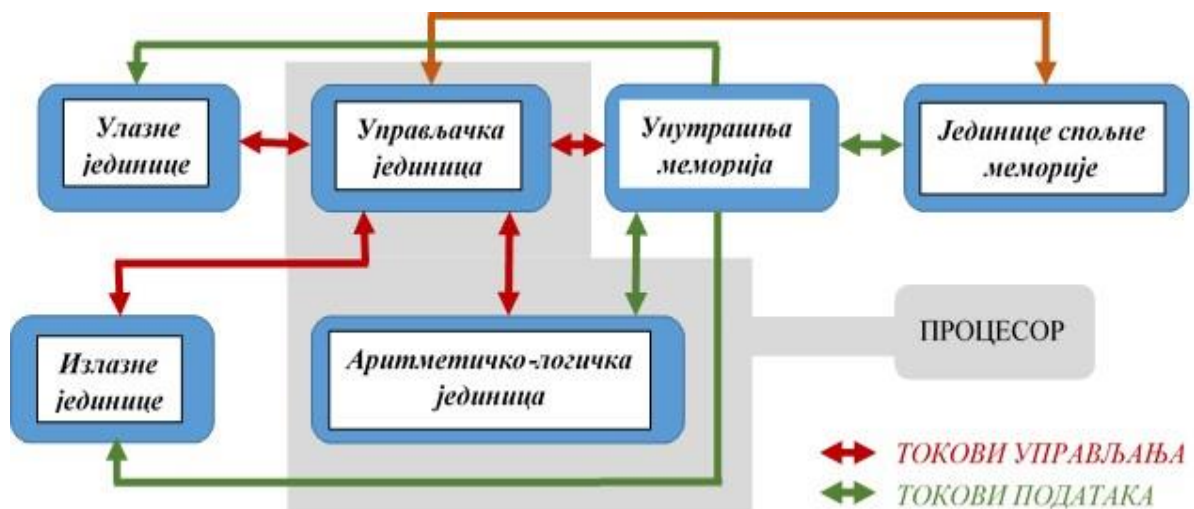 Улазне
јединице
Управљачка
јединица
Унутрашња
меморија
Јединице спољне
меморије
Излазне
јединице
Аритметичко-логичка
јединица
ПРОЦЕСОР
ТОКОВИ УПРАВЉАЊА
ТОКОВИ ПОДАТАКА